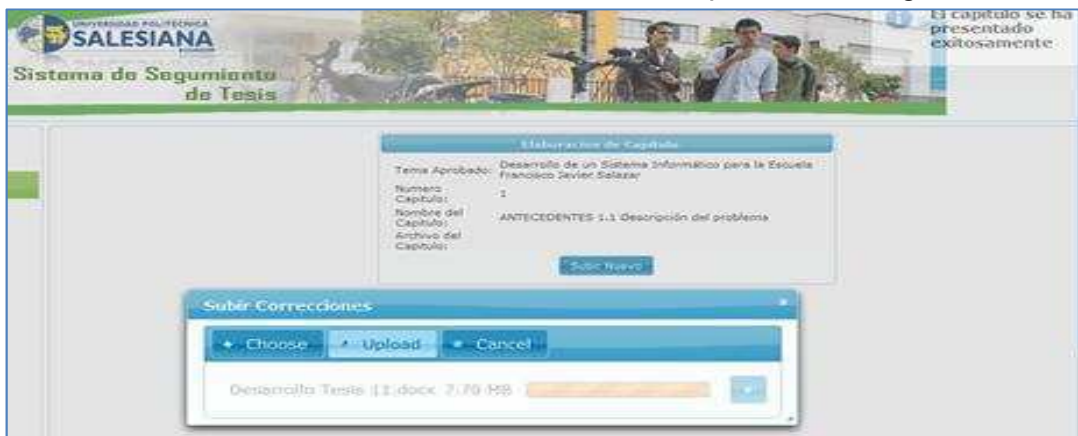 UNIVERSIDAD POLITÉCNICA
SALESIANA
Sistema de Segumiento
de Tesis
El capítulo se ha
presentado
exitosamente
Elaboracion de Capitulo
Tema Aprobado: Desarrollo de un Sistema Informático para la Escuela
Francisco Javier Salazar
Numero
Capitulo: 1
Nombre del
Capitulo: ANTECEDENTES 1.1 Descripción del problema
Archivo del
Capitulo:
Subir Nuevo
Subir Correcciones
Choose Upload Cancel
Desarrollo Tesis 11.docx 7.70 MB